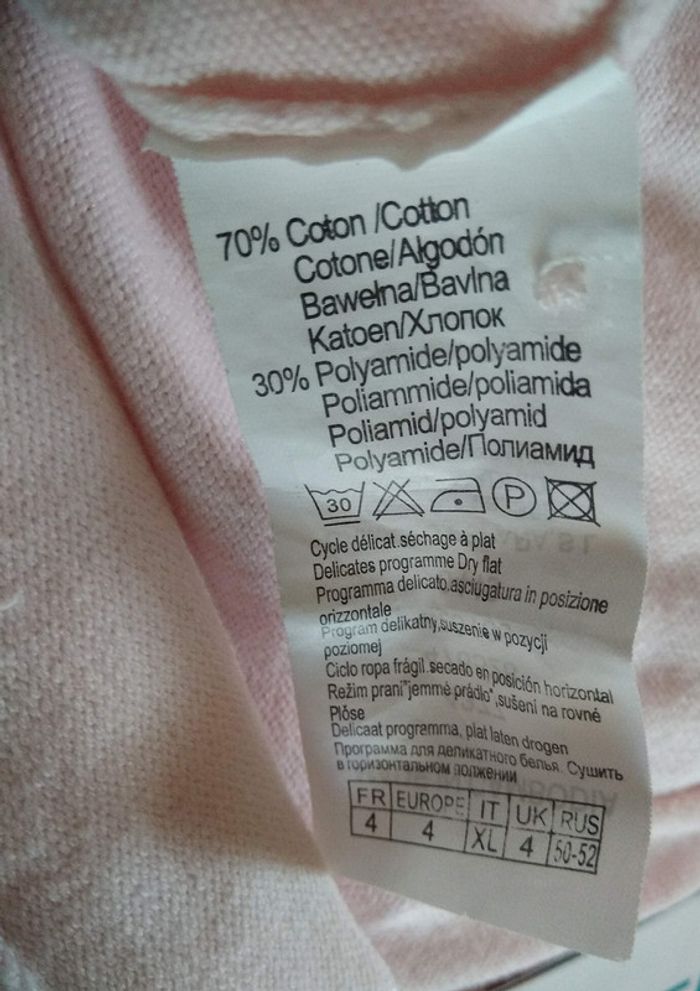 70% Coton /Cotton
Cotone/Algodón
Bawełna/Bavlna
Katoen/Хлопок
30% Polyamide/polyamide
Poliammide/poliamida
Poliamid/polyamid
Polyamide/Полиамид
30 P
Cycle délicat.séchage à plat
Delicates programme Dry flat
Programma delicato.asciugatura in posizione
orizzontale
Program delikatny,suszenie w pozycji
poziomej
Ciclo ropa frágil.secado en posición horizontal
Režim praní"jemmé prádlo",sušení na rovné
Plóse
Delicaat programma, plat laten drogen
Программа для деликатного белья. Сушить
в горизонтальном полжении
FR EUROPE IT UK RUS
4 4 XL 4 50-52